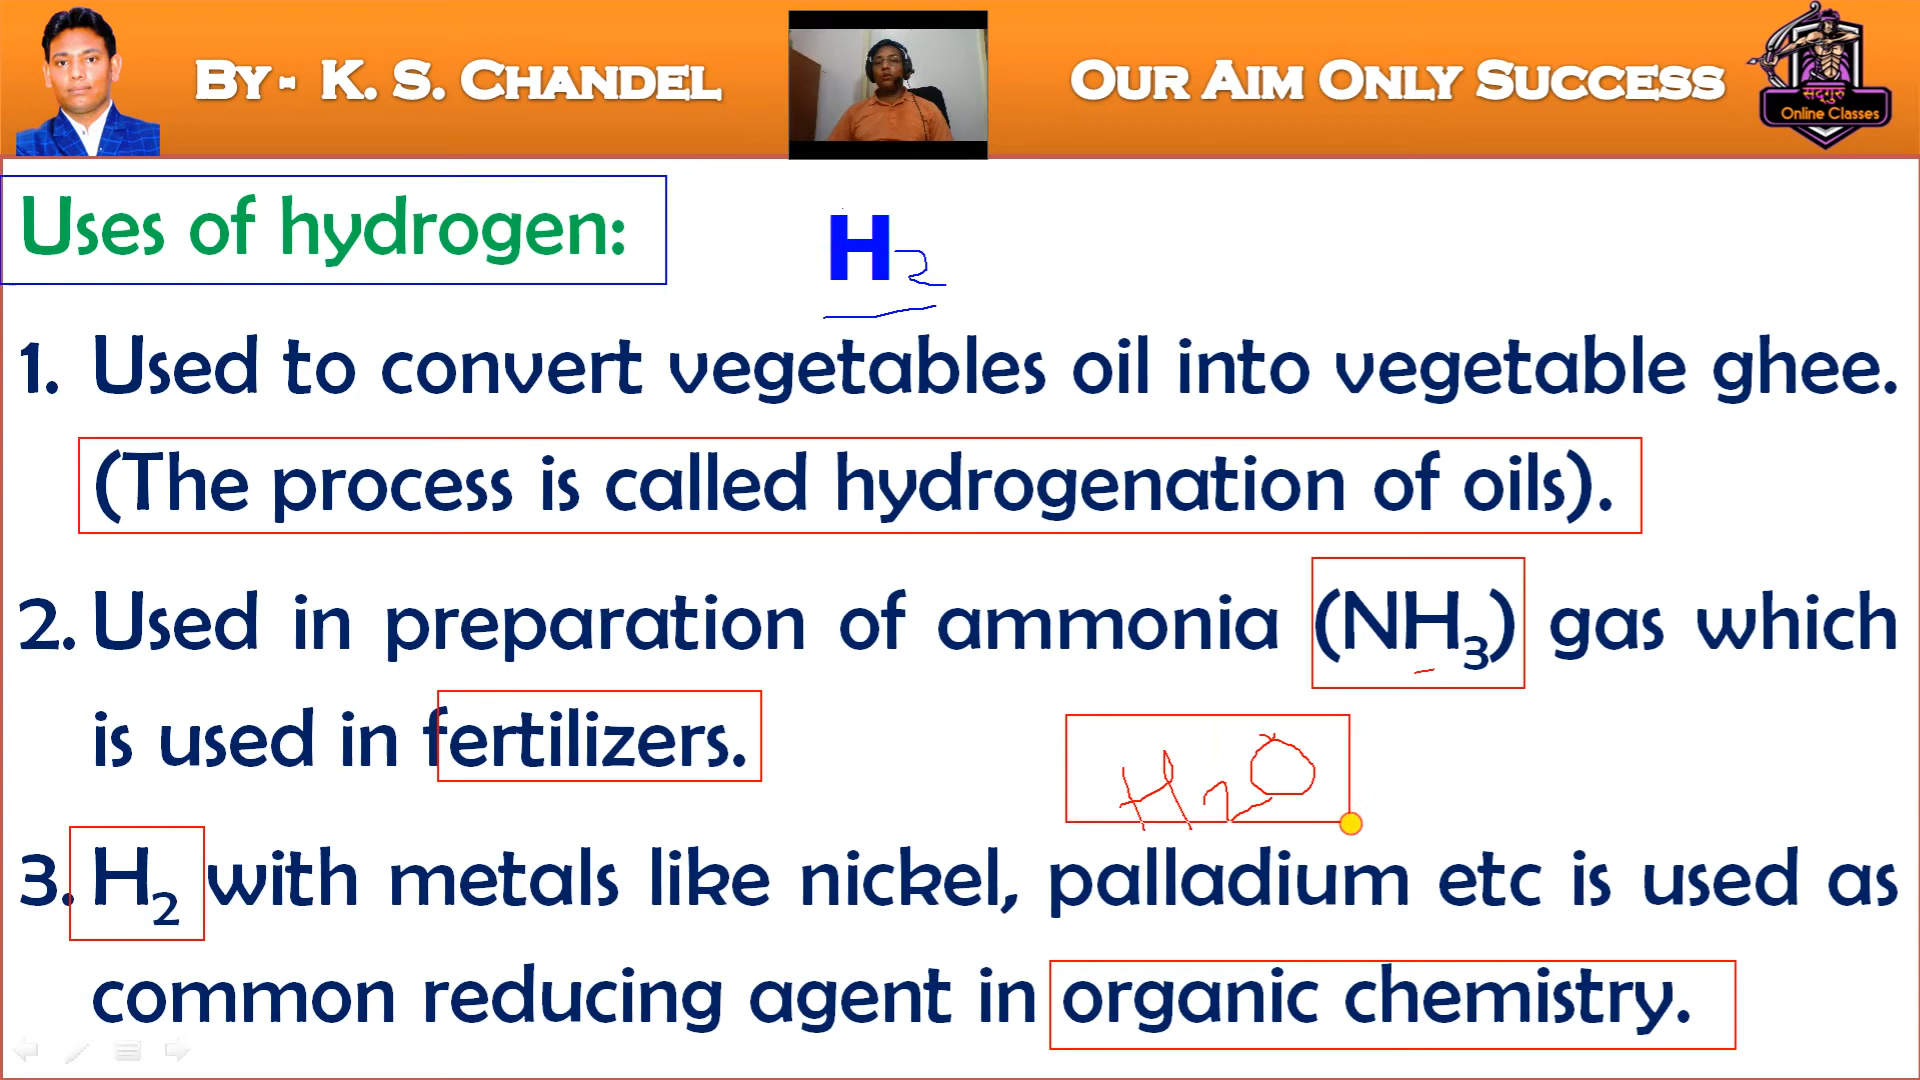 By - K. S. Chandel
Our Aim Only Success
सद्गुरु
Online Classes
Uses of hydrogen:
H2
1. Used to convert vegetables oil into vegetable ghee.
(The process is called hydrogenation of oils).
2. Used in preparation of ammonia (NH₃) gas which
is used in fertilizers.
H2O
3. H₂ with metals like nickel, palladium etc is used as
common reducing agent in organic chemistry.